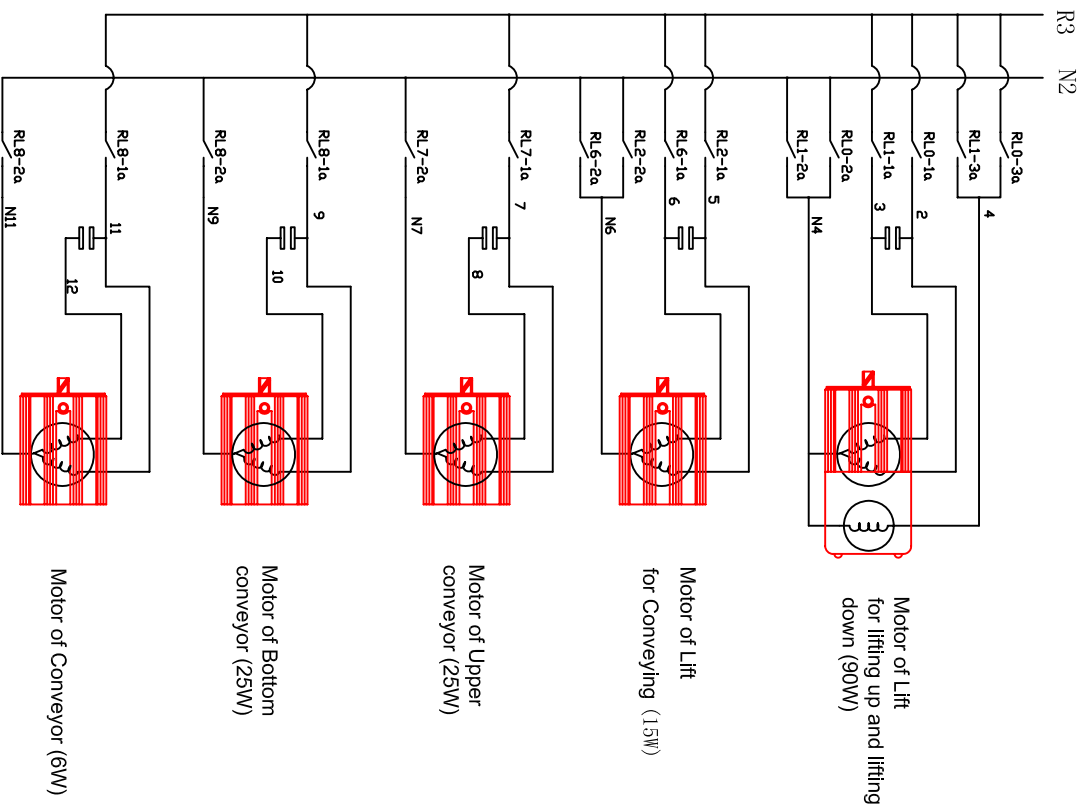 R3 N2
RL0-3a
4
RL1-3a
RL0-1a
2
RL1-1a
3
RL0-2a
N4
RL1-2a
Motor of Lift
for lifting up and lifting
down (90W)
RL2-1a
5
RL6-1a
6
RL2-2a
N6
RL6-2a
Motor of Lift
for Conveying (15W)
RL7-1a
7
8
RL7-2a
N7
Motor of Upper
conveyor (25W)
RL8-1a
9
10
RL8-2a
N9
Motor of Bottom
conveyor (25W)
RL8-1a
11
12
RL8-2a
N11
Motor of Conveyor (6W)